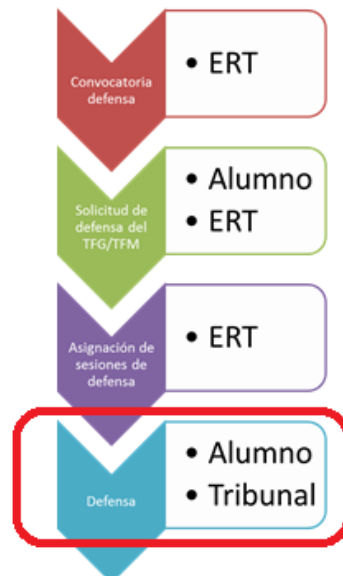 Convocatoria
defensa
• ERT
Solicitud de
defensa del
TFG/TFM
• Alumno
• ERT
Asignación de
sesiones de
defensa
• ERT
Defensa
• Alumno
• Tribunal